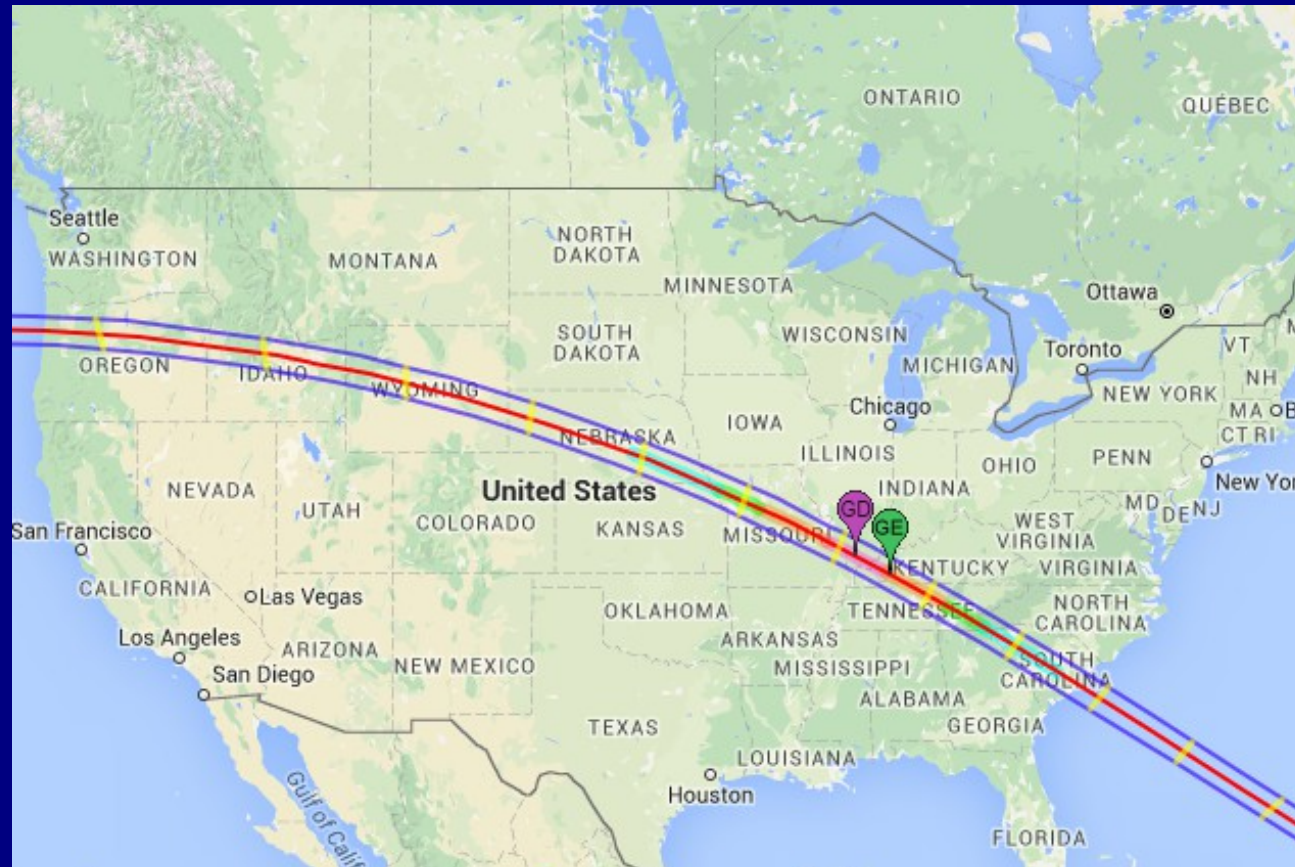 ONTARIO
QUÉBEC
Seattle
WASHINGTON
MONTANA
NORTH
DAKOTA
MINNESOTA
Ottawa
OREGON
IDAHO
WYOMING
SOUTH
DAKOTA
WISCONSIN
MICHIGAN
Toronto
VT
NH
NEW YORK
MA
CT RI
IOWA
Chicago
NEBRASKA
ILLINOIS
INDIANA
OHIO
PENN
New Yor
NEVADA
UTAH
COLORADO
United States
KANSAS
MISSOURI
GD
GE
WEST
VIRGINIA
MD
DE
NJ
San Francisco
CALIFORNIA
Las Vegas
KENTUCKY
VIRGINIA
OKLAHOMA
TENNESSEE
NORTH
CAROLINA
Los Angeles
ARIZONA
NEW MEXICO
ARKANSAS
SOUTH
CAROLINA
San Diego
MISSISSIPPI
ALABAMA
GEORGIA
TEXAS
LOUISIANA
Houston
Gulf of Calif
FLORIDA